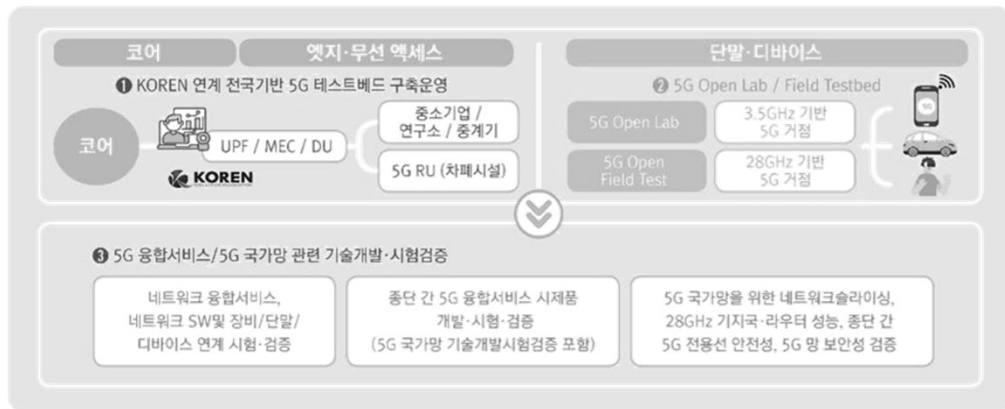 코어
엣지·무선 액세스
단말·디바이스
❶ KOREN 연계 전국기반 5G 테스트베드 구축운영
코어
UPF / MEC / DU
KOREN
중소기업 /
연구소 / 중계기
5G RU (차폐시설)
❷ 5G Open Lab / Field Testbed
5G Open Lab
3.5GHz 기반
5G 거점
5G Open
Field Test
28GHz 기반
5G 거점
5G
❸ 5G 융합서비스/5G 국가망 관련 기술개발·시험검증
네트워크 융합서비스,
네트워크 SW및 장비/단말/
디바이스 연계 시험·검증
종단 간 5G 융합서비스 시제품
개발·시험·검증
(5G 국가망 기술개발시험검증 포함)
5G 국가망을 위한 네트워크슬라이싱,
28GHz 기지국·라우터 성능, 종단 간
5G 전용선 안전성, 5G 망 보안성 검증